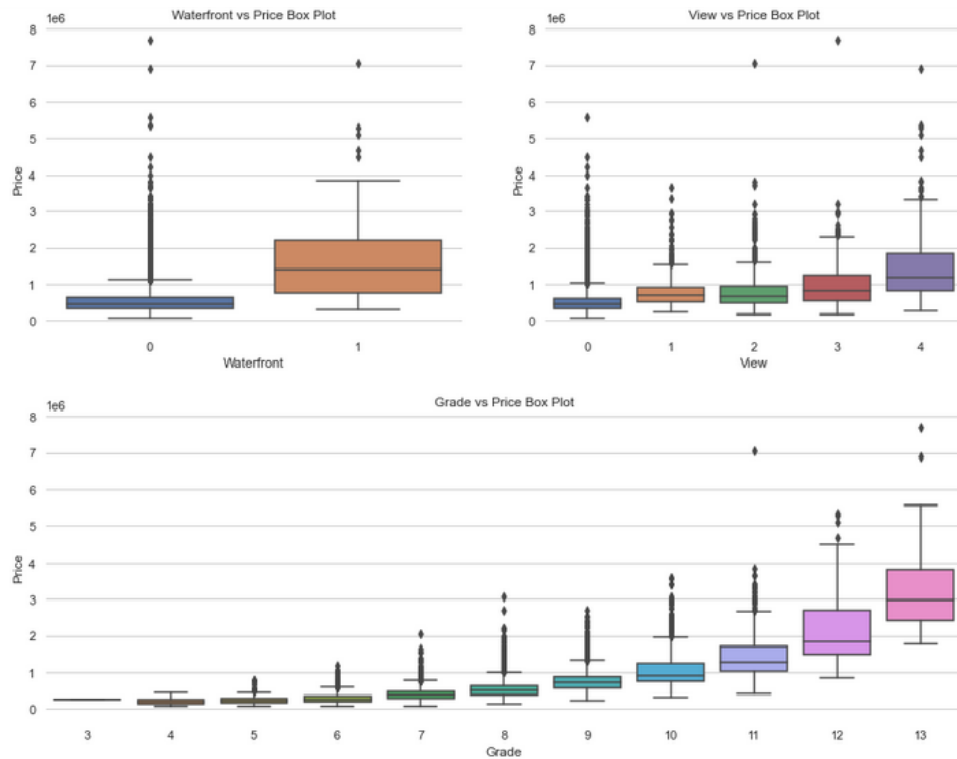 Waterfront vs Price Box Plot
1e6
8
7
6
5
4
3
2
1
0
Price
0 1
Waterfront
View vs Price Box Plot
1e6
8
7
6
5
4
3
2
1
0
Price
0 1 2 3 4
View
Grade vs Price Box Plot
1e6
8
7
6
5
4
3
2
1
0
Price
3 4 5 6 7 8 9 10 11 12 13
Grade